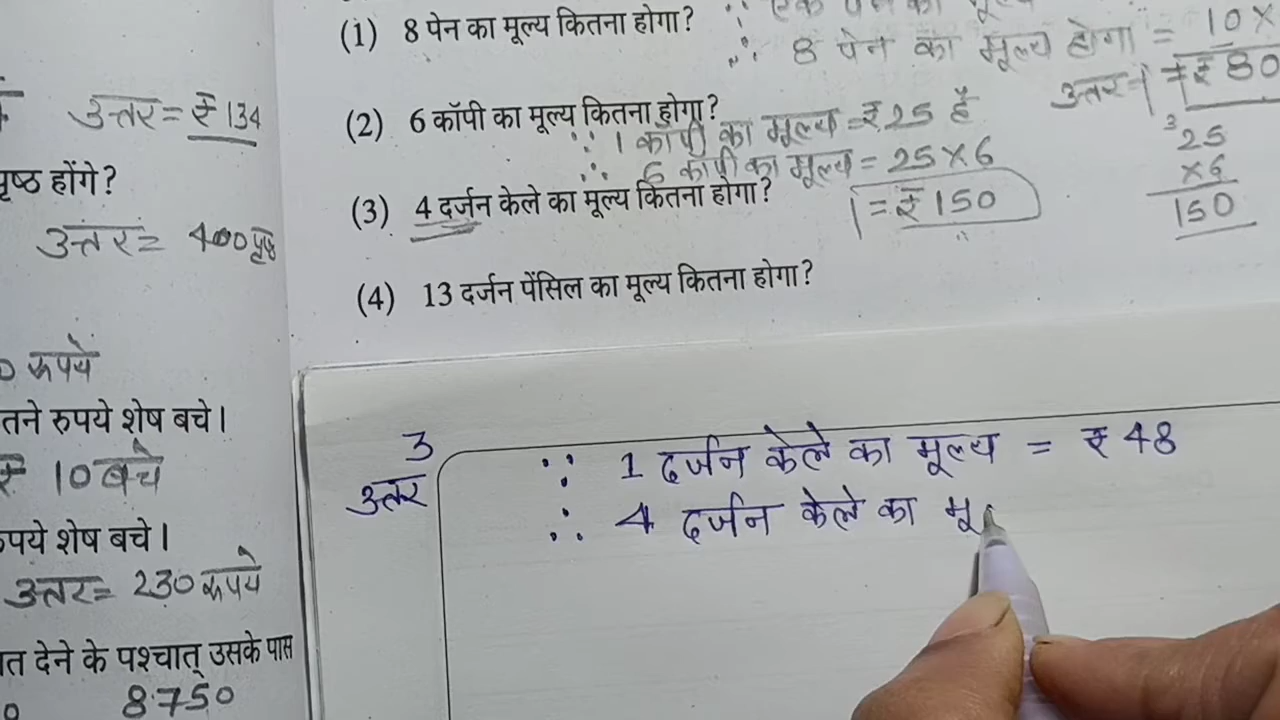 (1) 8 पेन का मूल्य कितना होगा?
∴ 8 पेन का मूल्य होगा = 10 ×
उत्तर = ₹ 80
(2) 6 कॉपी का मूल्य कितना होगा?
∵ 1 कॉपी का मूल्य = ₹ 25 है
∴ 6 कॉपी का मूल्य = 25 × 6
= ₹ 150
3
25
×6
150
(3) 4 दर्जन केले का मूल्य कितना होगा?
(4) 13 दर्जन पेंसिल का मूल्य कितना होगा?
उत्तर = ₹ 134
पृष्ठ होंगे?
उत्तर = 400 पृष्ठ
0 रूपये
तने रुपये शेष बचे।
₹ 10 बचे
पये शेष बचे।
उत्तर = 230 रूपये
त देने के पश्चात् उसके पास
8750
3
उत्तर
∵ 1 दर्जन केले का मूल्य = ₹ 48
∴ 4 दर्जन केले का मू